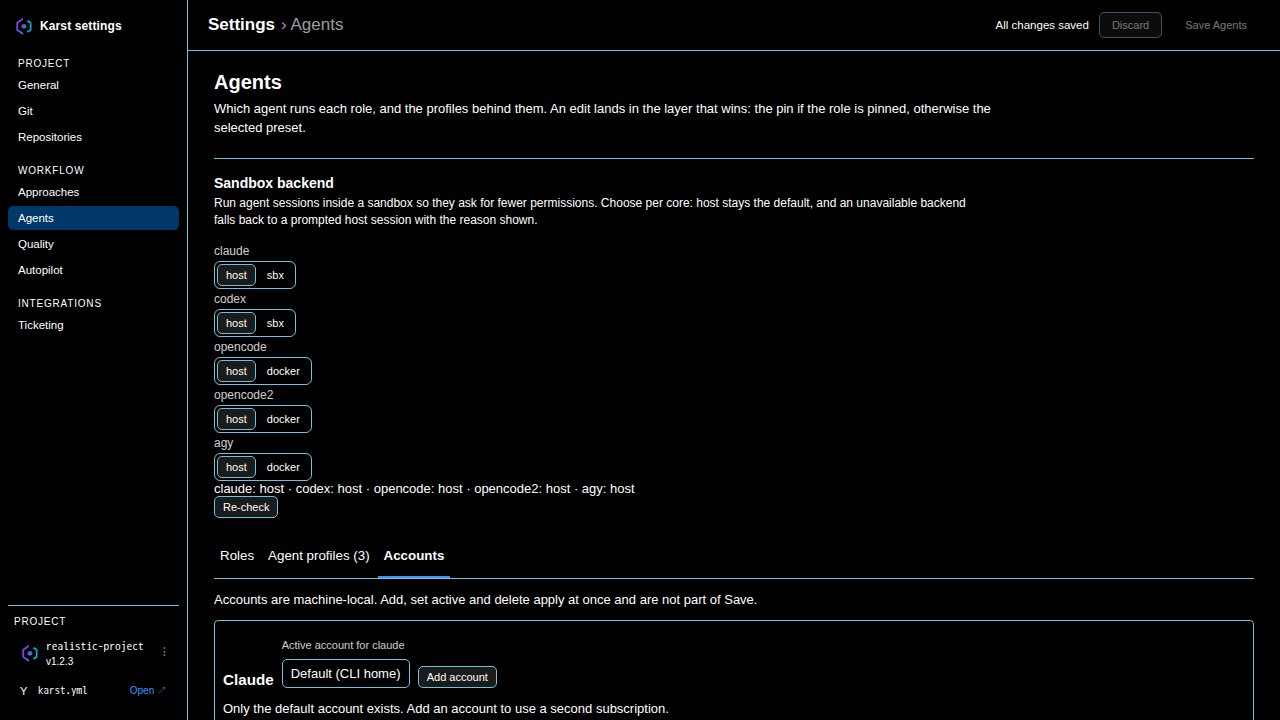 Karst settings
PROJECT
General
Git
Repositories
WORKFLOW
Approaches
Agents
Quality
Autopilot
INTEGRATIONS
Ticketing
PROJECT
realistic-project
v1.2.3
Y karst.yml Open ↗
Settings › Agents
All changes saved Discard Save Agents
Agents
Which agent runs each role, and the profiles behind them. An edit lands in the layer that wins: the pin if the role is pinned, otherwise the
selected preset.
Sandbox backend
Run agent sessions inside a sandbox so they ask for fewer permissions. Choose per core: host stays the default, and an unavailable backend
falls back to a prompted host session with the reason shown.
claude
host sbx
codex
host sbx
opencode
host docker
opencode2
host docker
agy
host docker
claude: host · codex: host · opencode: host · opencode2: host · agy: host
Re-check
Roles Agent profiles (3) Accounts
Accounts are machine-local. Add, set active and delete apply at once and are not part of Save.
Active account for claude
Claude Default (CLI home) Add account
Only the default account exists. Add an account to use a second subscription.